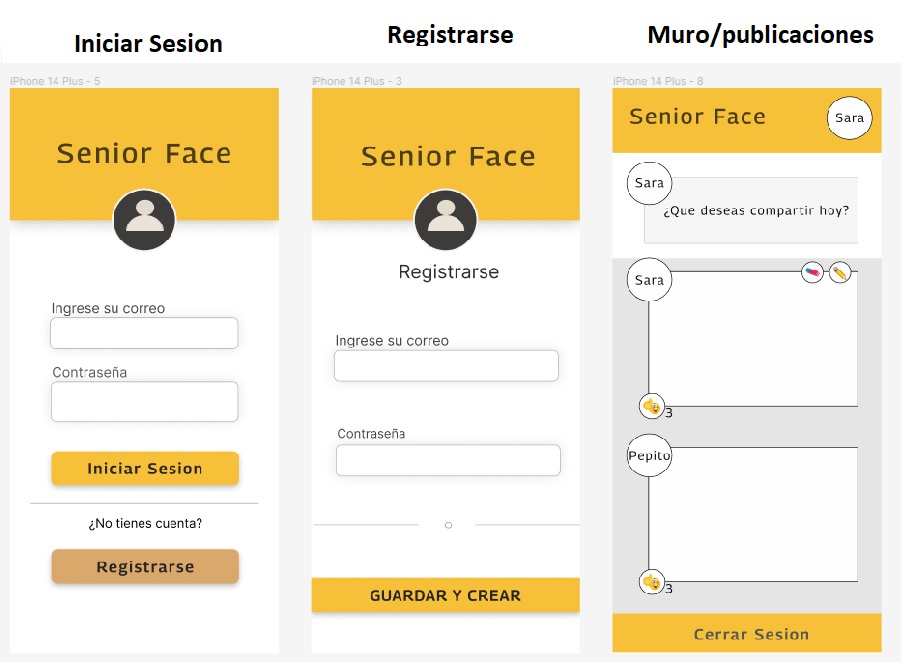 Iniciar Sesion
Registrarse
Muro/publicaciones
iPhone 14 Plus - 5
Senior Face
Ingrese su correo
Contraseña
Iniciar Sesion
¿No tienes cuenta?
Registrarse
iPhone 14 Plus - 3
Senior Face
Registrarse
Ingrese su correo
Contraseña
GUARDAR Y CREAR
iPhone 14 Plus - 8
Senior Face
Sara
Sara
¿Que deseas compartir hoy?
Sara
3
Pepito
3
Cerrar Sesion